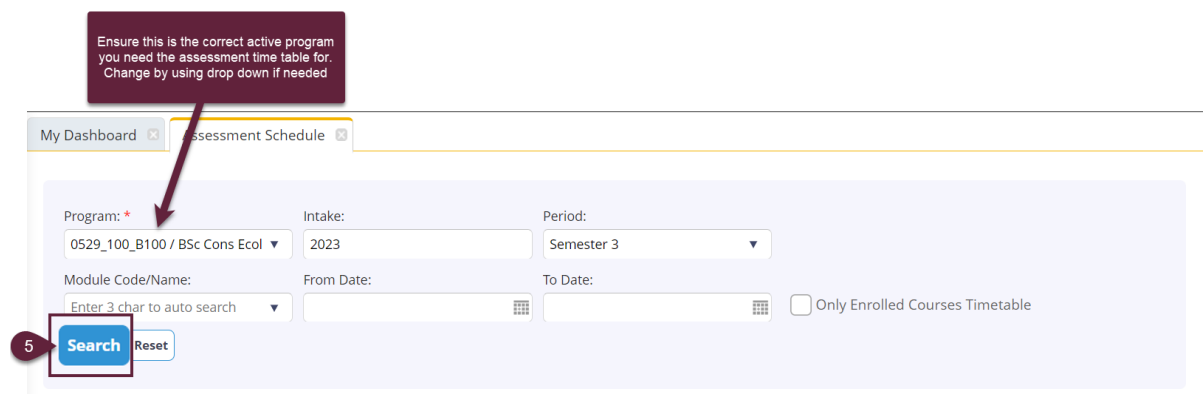 Ensure this is the correct active program
you need the assessment time table for.
Change by using drop down if needed
My Dashboard
Assessment Schedule
Program: *
Intake:
Period:
0529_100_B100 / BSc Cons Ecol
2023
Semester 3
Module Code/Name:
From Date:
To Date:
Enter 3 char to auto search
Only Enrolled Courses Timetable
5
Search
Reset